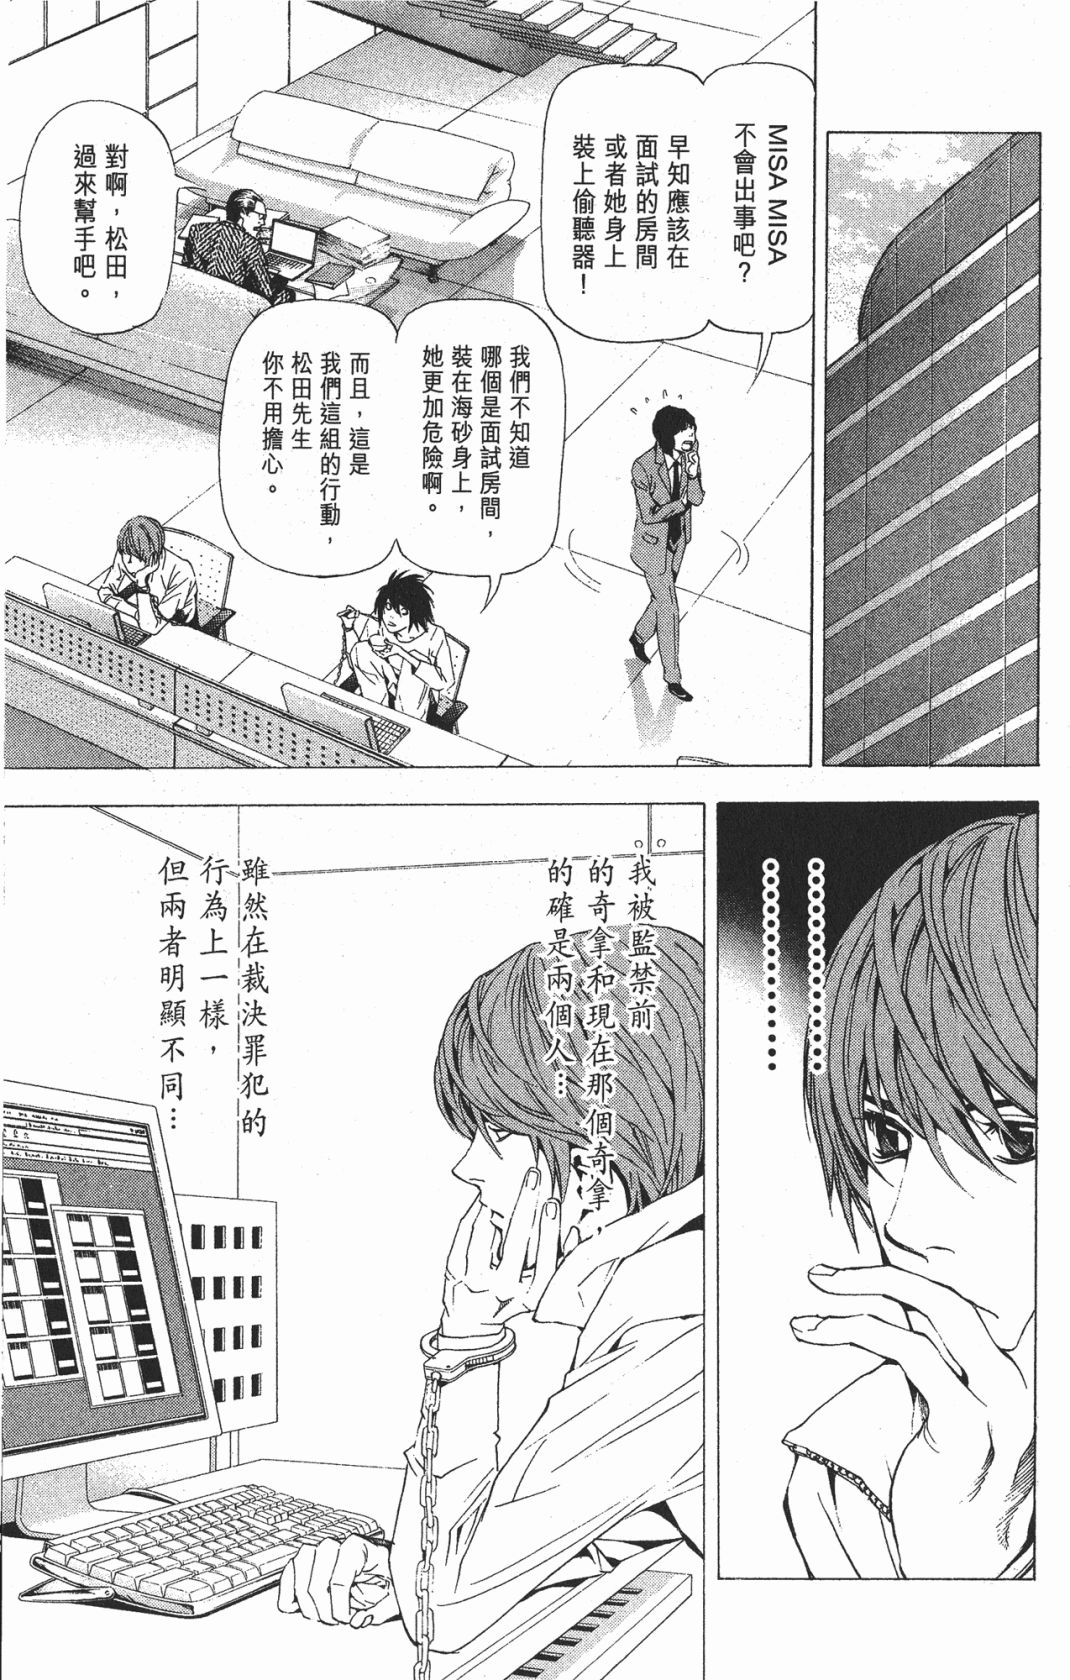 MISA MISA
不會出事吧？
早知應該在
面試的房間
或者她身上
裝上偷聽器！
我們不知道
哪個是面試房間，
裝在海砂身上，
她更加危險啊。
而且，這是
我們這組的行動，
松田先生
你不用擔心。
對啊，松田，
過來幫手吧。
………………
………………
我被監禁前
的奇拿和現在那個奇拿，
的確是兩個人…
雖然在裁決罪犯的
行為上一樣，
但兩者明顯不同…